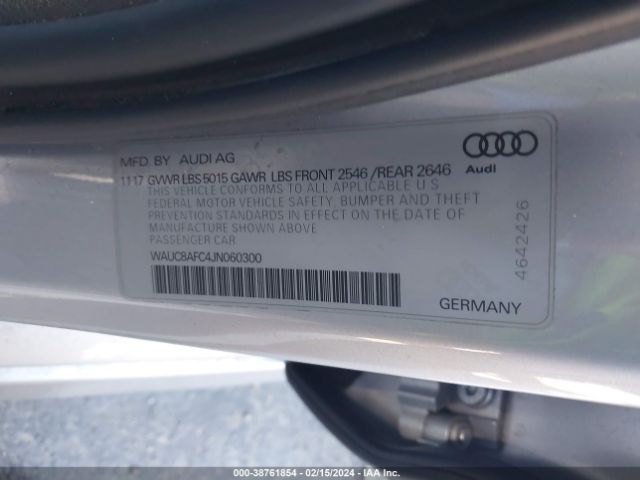 MFD. BY AUDI AG
11 17 GVWR LBS 5015 GAWR LBS FRONT 2546 /REAR 2646
THIS VEHICLE CONFORMS TO ALL APPLICABLE U S
FEDERAL MOTOR VEHICLE SAFETY, BUMPER AND THEFT
PREVENTION STANDARDS IN EFFECT ON THE DATE OF
MANUFACTURE SHOWN ABOVE
PASSENGER CAR
WAUC8AFC4JN060300
Audi
4642426
GERMANY
000-38761854 - 02/15/2024 - IAA Inc.